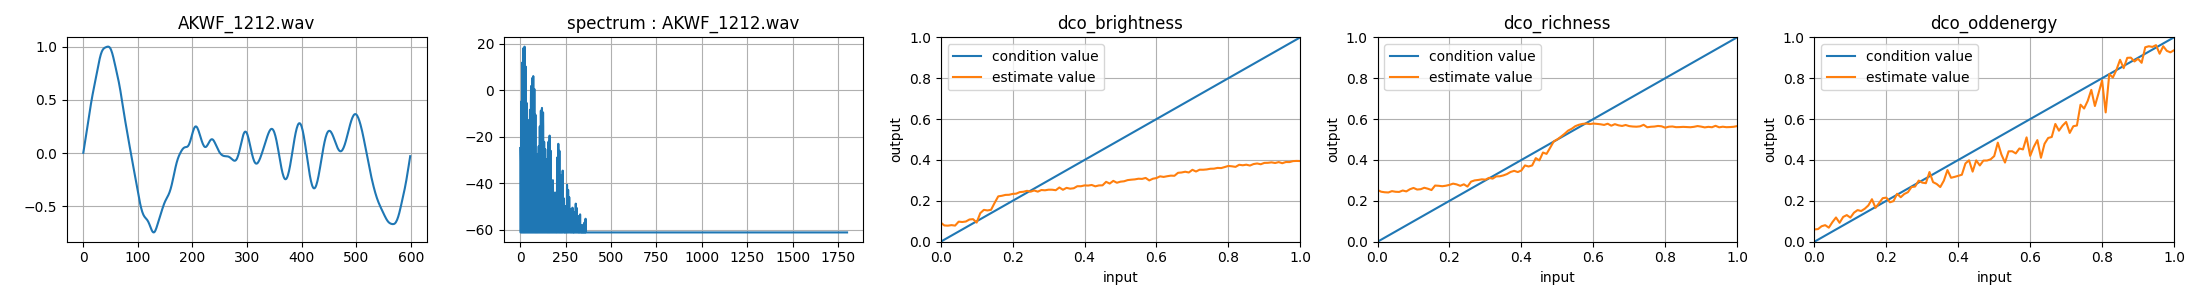 AKWF_1212.wav
1.0
0.5
0.0
−0.5
0 100 200 300 400 500 600
spectrum : AKWF_1212.wav
20
0
−20
−40
−60
0 250 500 750 1000 1250 1500 1750
dco_brightness
condition value
estimate value
output
1.0
0.8
0.6
0.4
0.2
0.0
0.0 0.2 0.4 0.6 0.8 1.0
input
dco_richness
condition value
estimate value
output
1.0
0.8
0.6
0.4
0.2
0.0
0.0 0.2 0.4 0.6 0.8 1.0
input
dco_oddenergy
condition value
estimate value
output
1.0
0.8
0.6
0.4
0.2
0.0
0.0 0.2 0.4 0.6 0.8 1.0
input